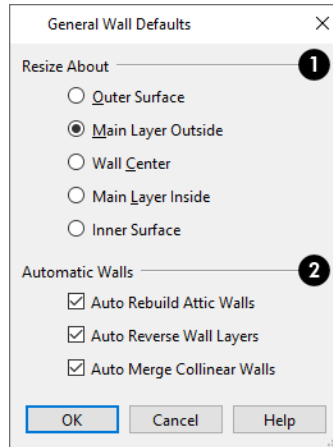 General Wall Defaults
Resize About 1
Outer Surface
Main Layer Outside
Wall Center
Main Layer Inside
Inner Surface
Automatic Walls 2
Auto Rebuild Attic Walls
Auto Reverse Wall Layers
Auto Merge Collinear Walls
OK Cancel Help